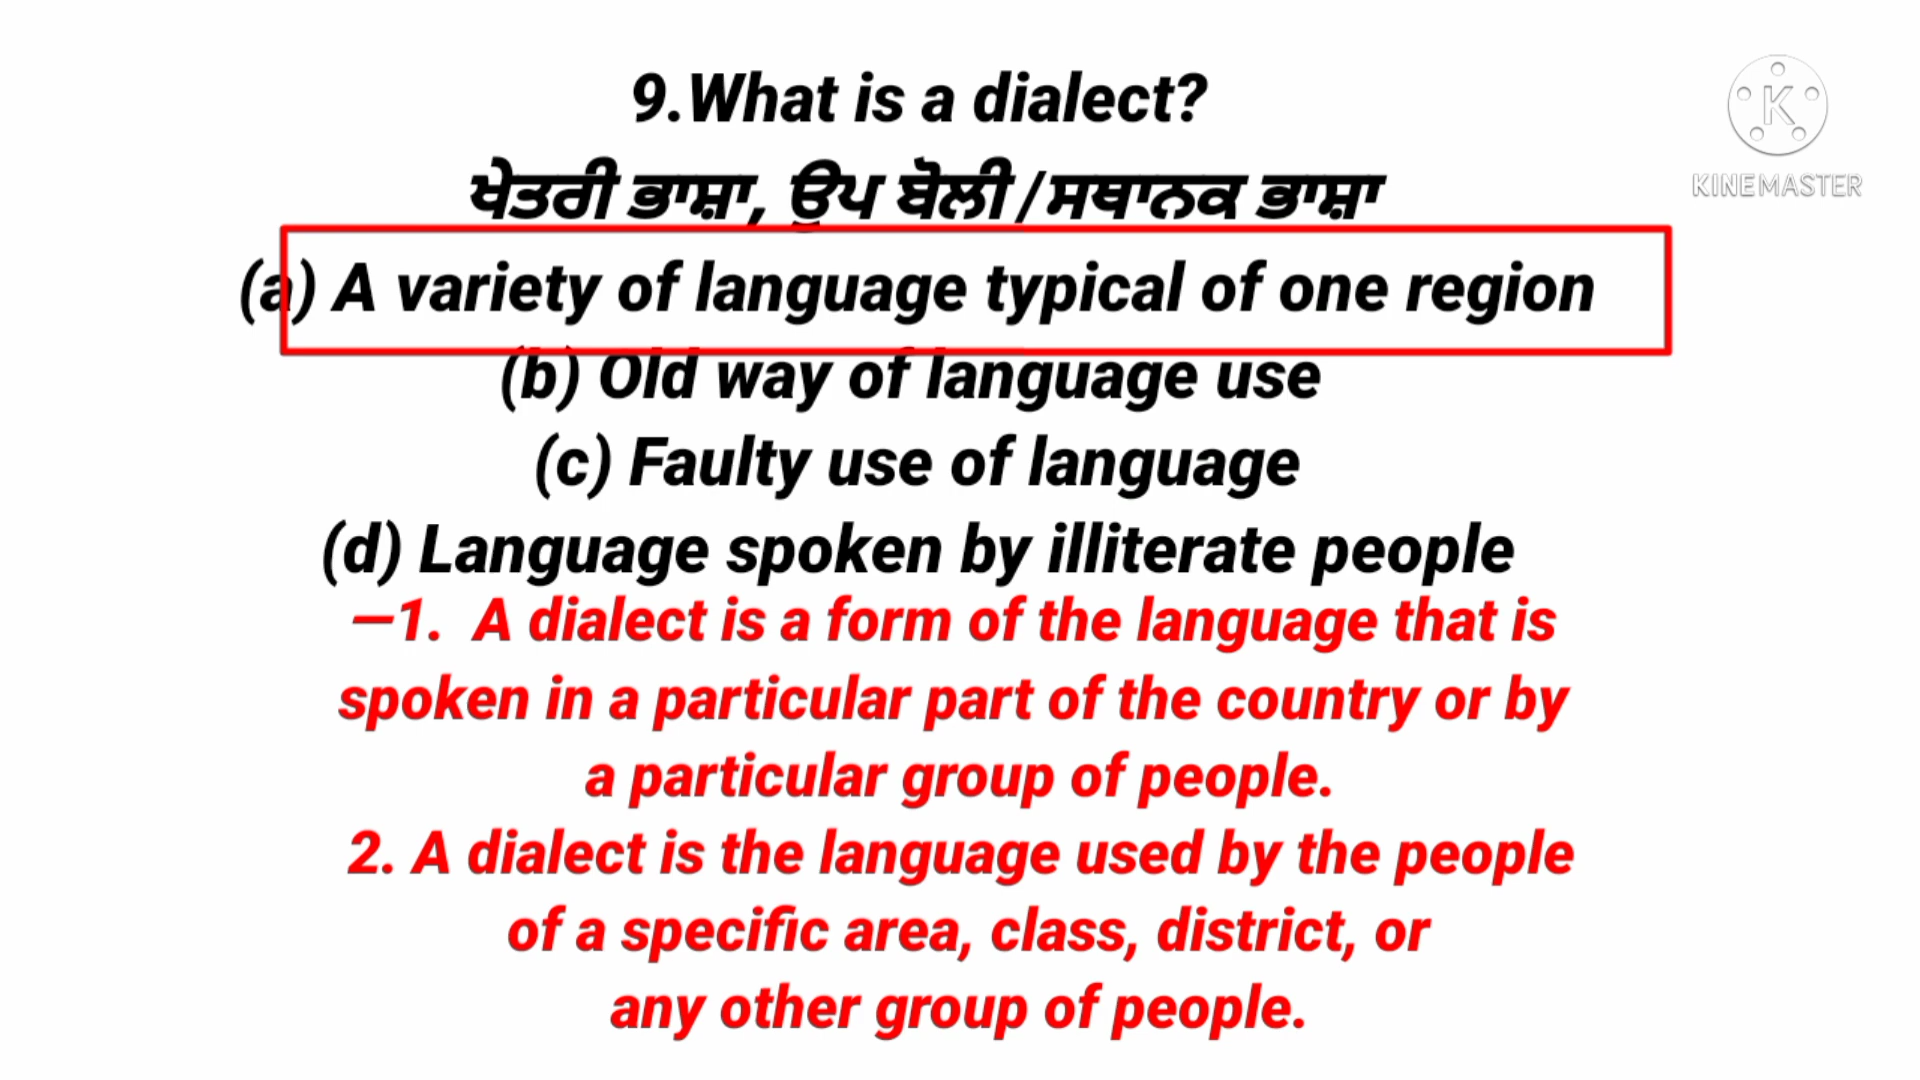 9.What is a dialect?
ਖੇਤਰੀ ਭਾਸ਼ਾ, ਉਪ ਬੋਲੀ/ਸਥਾਨਕ ਭਾਸ਼ਾ
(a) A variety of language typical of one region
(b) Old way of language use
(c) Faulty use of language
(d) Language spoken by illiterate people
—1. A dialect is a form of the language that is
spoken in a particular part of the country or by
a particular group of people.
2. A dialect is the language used by the people
of a specific area, class, district, or
any other group of people.
K
KINEMASTER